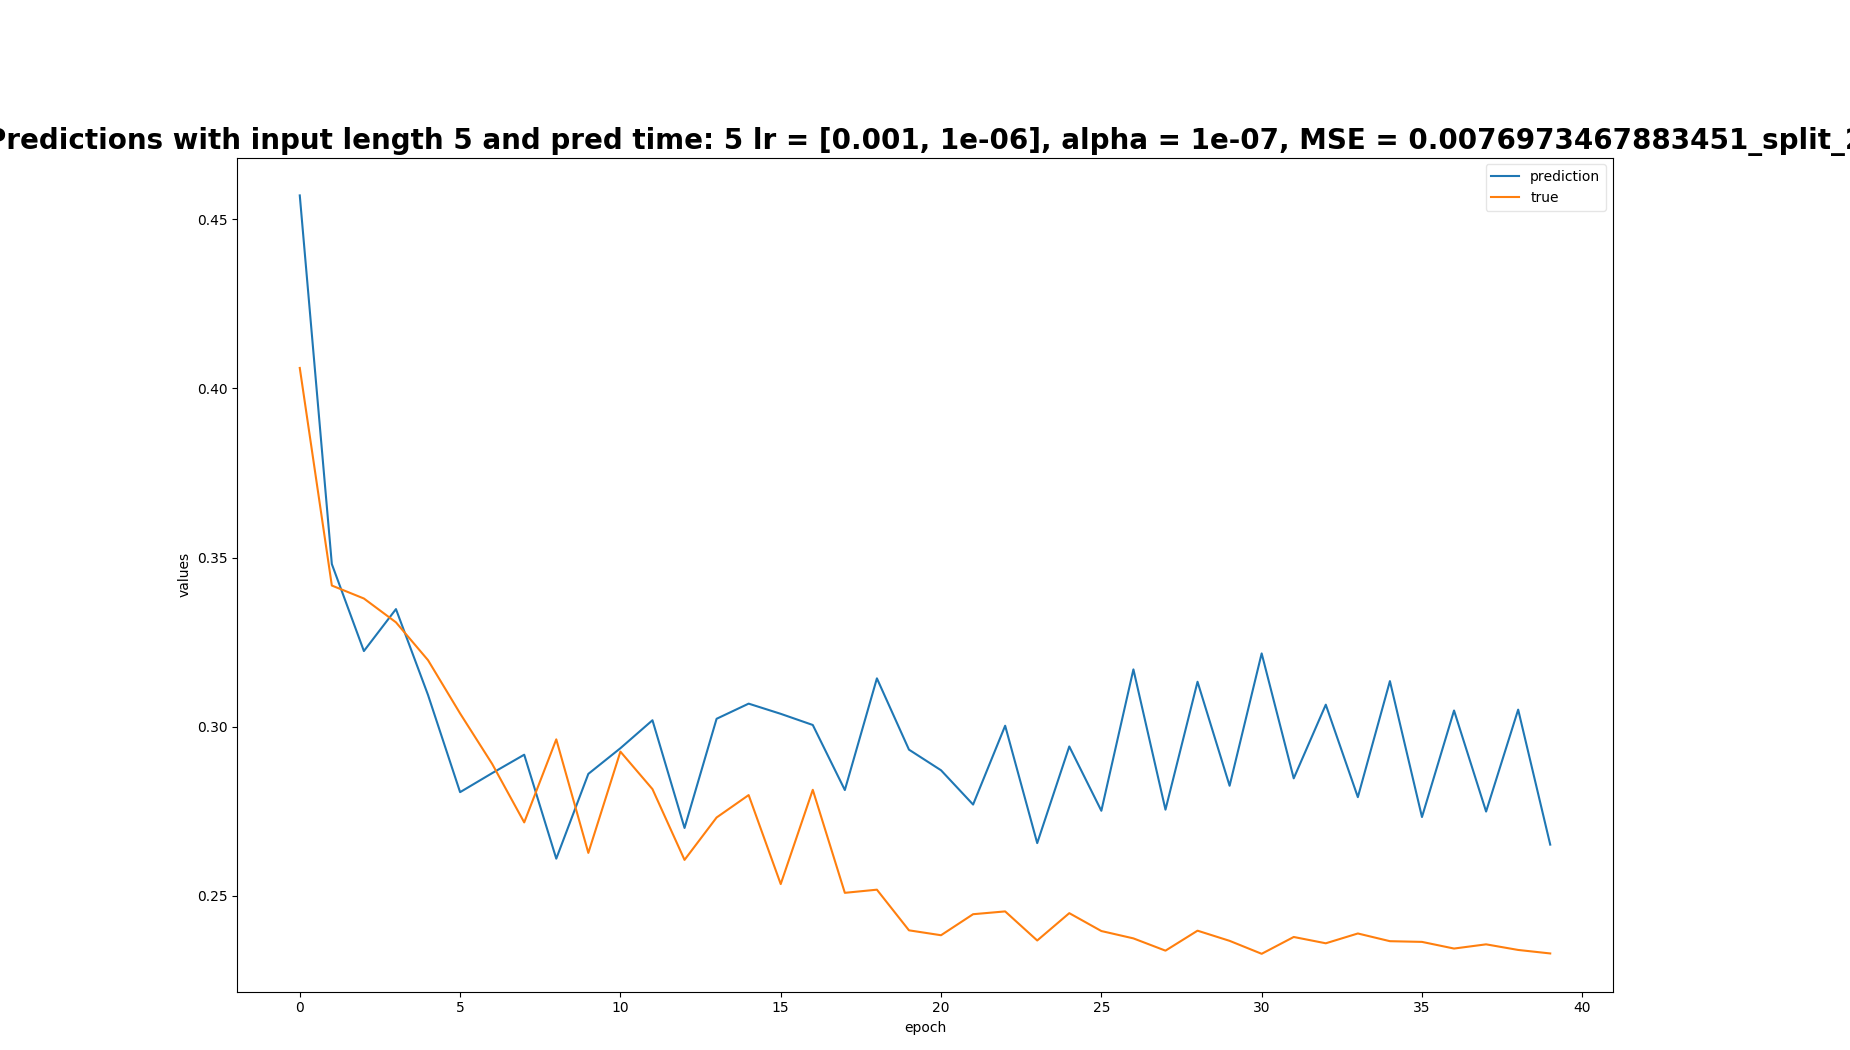 Predictions with input length 5 and pred time: 5 lr = [0.001, 1e-06], alpha = 1e-07, MSE = 0.0076973467883451_split_2
prediction
true
0.45
0.40
0.35
0.30
0.25
values
0 5 10 15 20 25 30 35 40
epoch